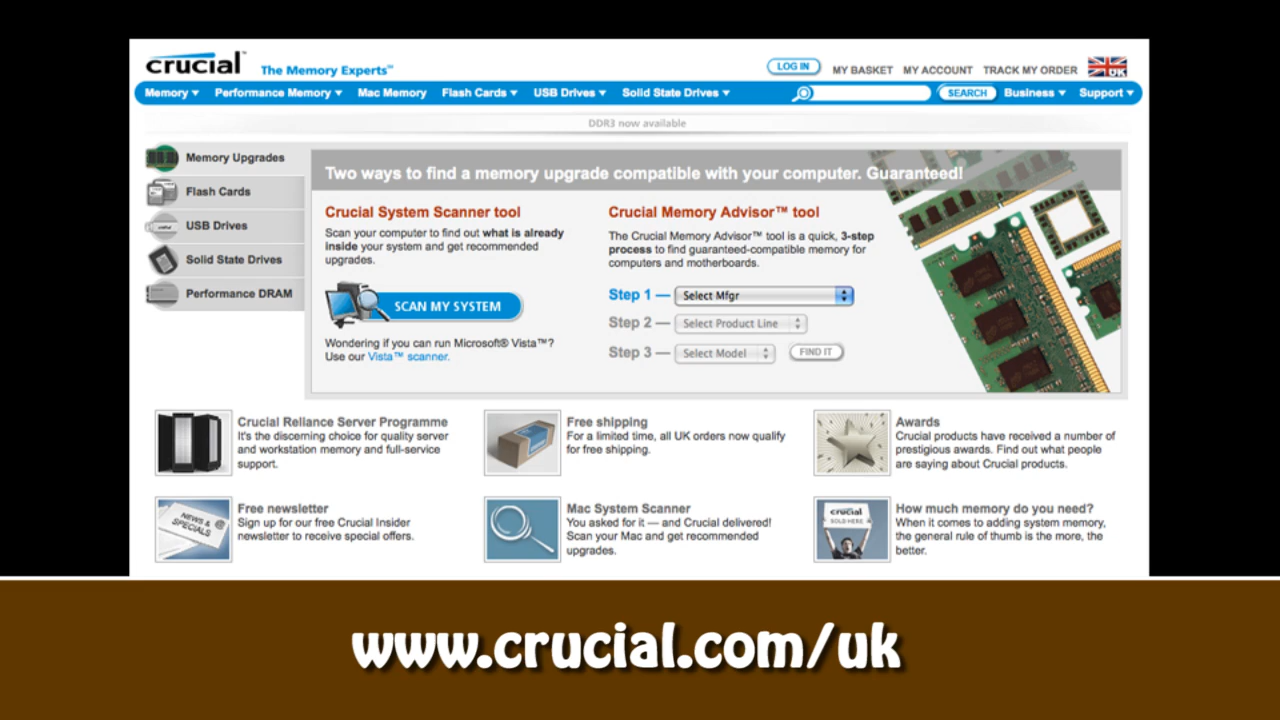 crucial™ The Memory Experts℠
LOG IN MY BASKET MY ACCOUNT TRACK MY ORDER UK
Memory Performance Memory Mac Memory Flash Cards USB Drives Solid State Drives SEARCH Business Support
DDR3 now available
Memory Upgrades
Flash Cards
USB Drives
Solid State Drives
Performance DRAM
Two ways to find a memory upgrade compatible with your computer. Guaranteed!
Crucial System Scanner tool
Scan your computer to find out what is already
inside your system and get recommended
upgrades.
SCAN MY SYSTEM
Wondering if you can run Microsoft® Vista™?
Use our Vista™ scanner.
Crucial Memory Advisor™ tool
The Crucial Memory Advisor™ tool is a quick, 3-step
process to find guaranteed-compatible memory for
computers and motherboards.
Step 1 — Select Mfgr
Step 2 — Select Product Line
Step 3 — Select Model FIND IT
Crucial Reliance Server Programme
It's the discerning choice for quality server
and workstation memory and full-service
support.
Free shipping
For a limited time, all UK orders now qualify
for free shipping.
Awards
Crucial products have received a number of
prestigious awards. Find out what people
are saying about Crucial products.
NEWS &
SPECIALS
Free newsletter
Sign up for our free Crucial Insider
newsletter to receive special offers.
Mac System Scanner
You asked for it — and Crucial delivered!
Scan your Mac and get recommended
upgrades.
crucial
SOLD HERE
How much memory do you need?
When it comes to adding system memory,
the general rule of thumb is the more, the
better.
www.crucial.com/uk